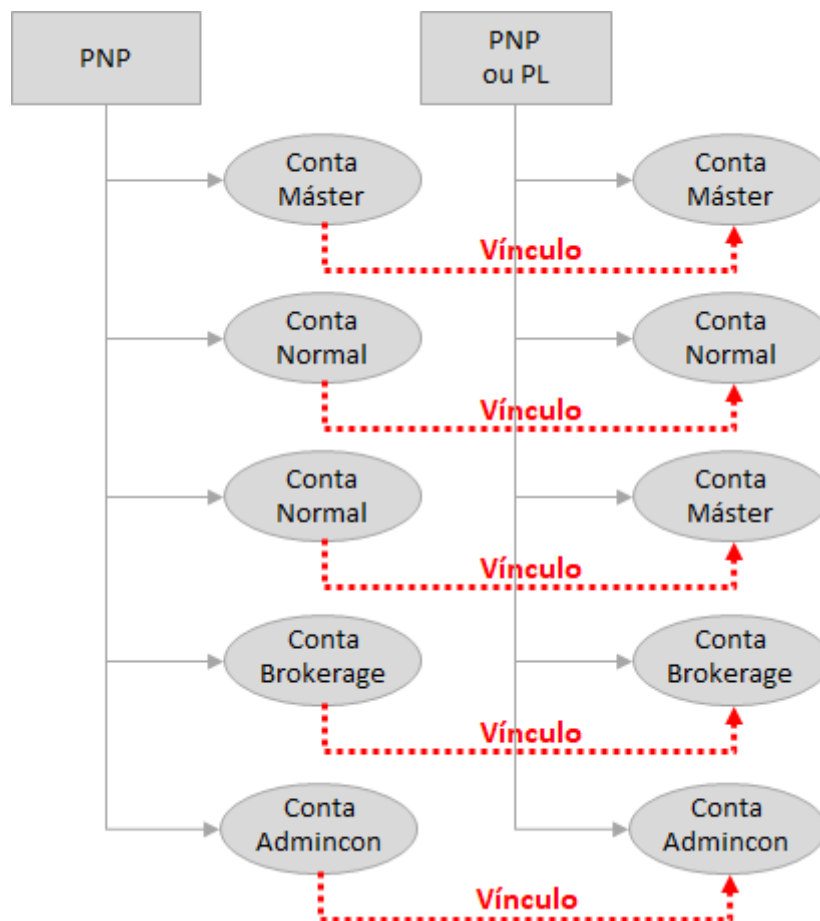 PNP
PNP
ou PL
Conta
Máster
Conta
Máster
Vínculo
Conta
Normal
Conta
Normal
Vínculo
Conta
Normal
Conta
Máster
Vínculo
Conta
Brokerage
Conta
Brokerage
Vínculo
Conta
Admincon
Conta
Admincon
Vínculo